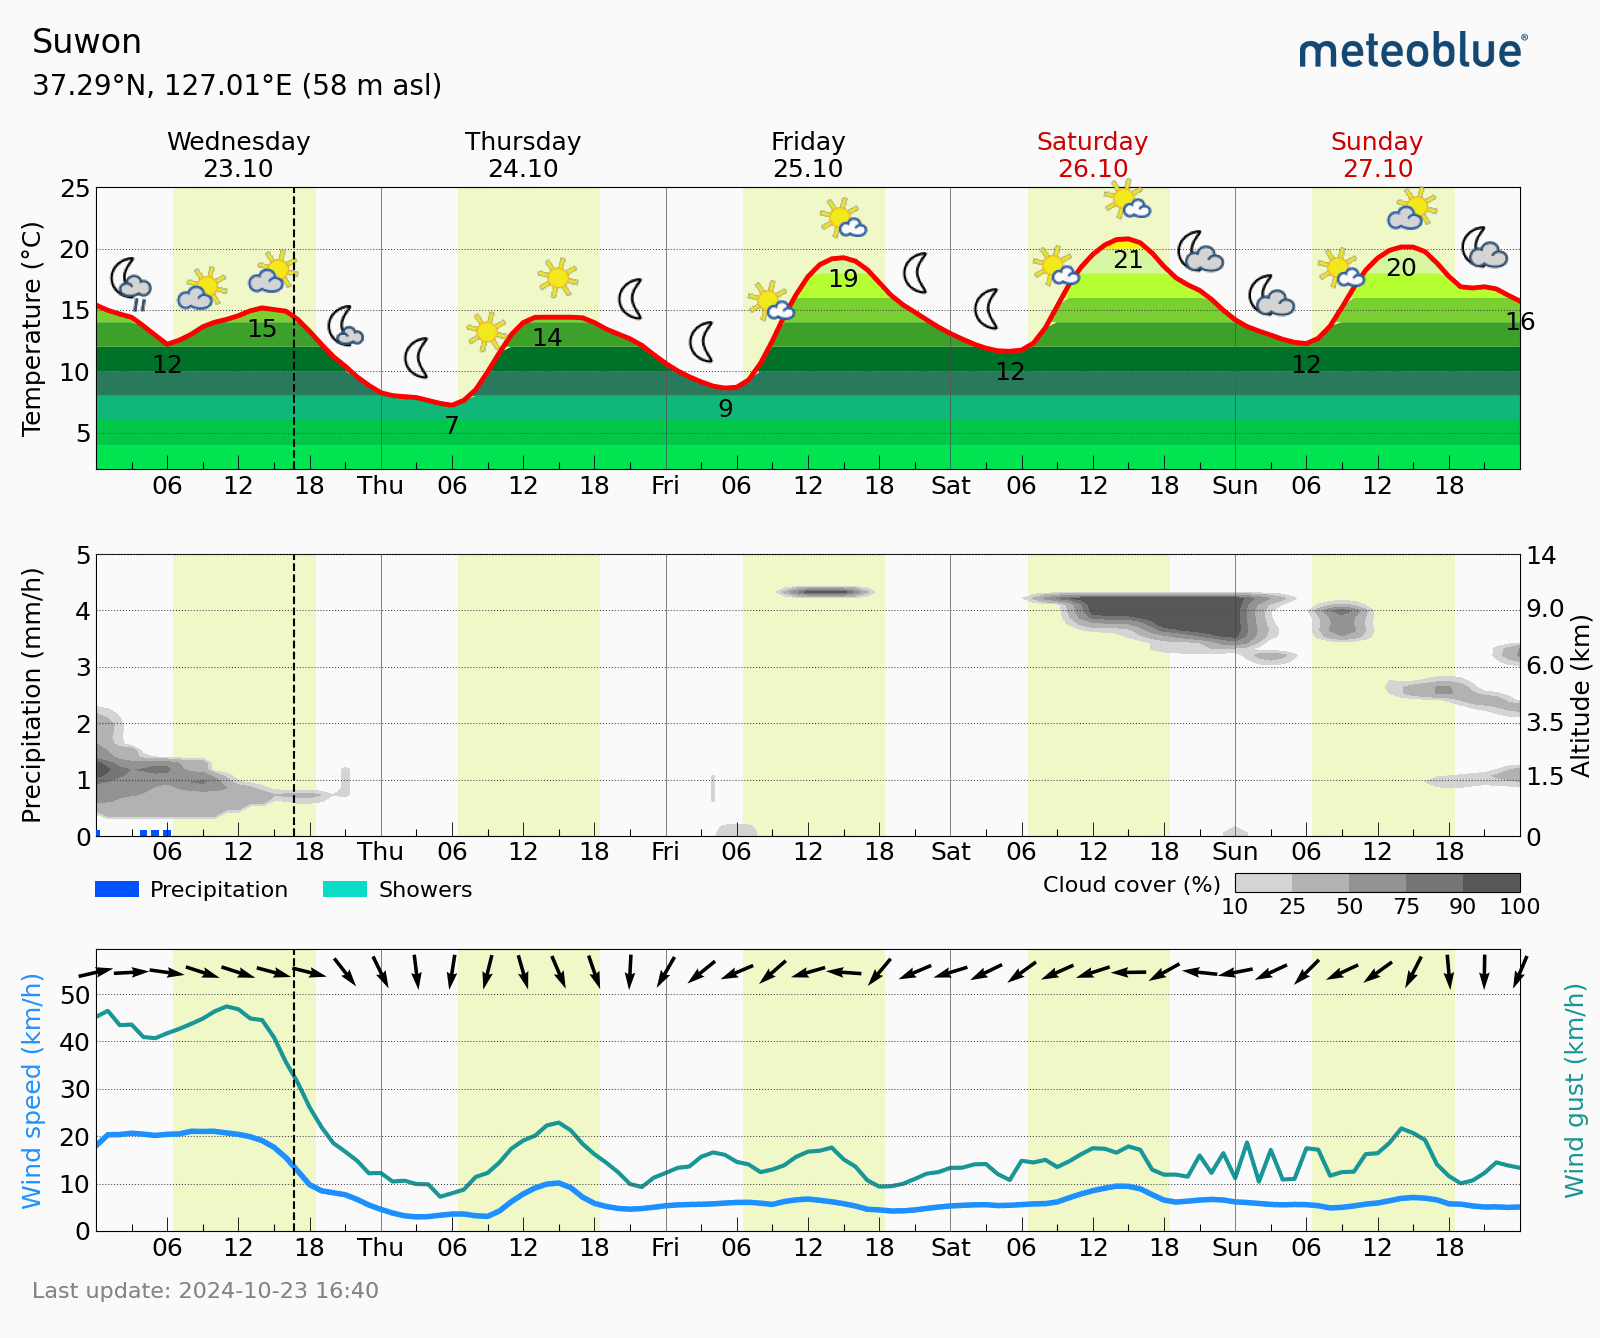 Suwon
meteoblue®
37.29°N, 127.01°E (58 m asl)
Wednesday Thursday Friday Saturday Sunday
23.10 24.10 25.10 26.10 27.10
Temperature (°C)
25
20
15
10
5
15 12 7 14 9 19 12 21 12 20 16
06 12 18 Thu 06 12 18 Fri 06 12 18 Sat 06 12 18 Sun 06 12 18
Precipitation (mm/h)
5
4
3
2
1
0
14
9.0
6.0
3.5
1.5
0
Altitude (km)
06 12 18 Thu 06 12 18 Fri 06 12 18 Sat 06 12 18 Sun 06 12 18
Precipitation Showers
Cloud cover (%)
10 25 50 75 90 100
Wind speed (km/h)
50
40
30
20
10
0
Wind gust (km/h)
06 12 18 Thu 06 12 18 Fri 06 12 18 Sat 06 12 18 Sun 06 12 18
Last update: 2024-10-23 16:40